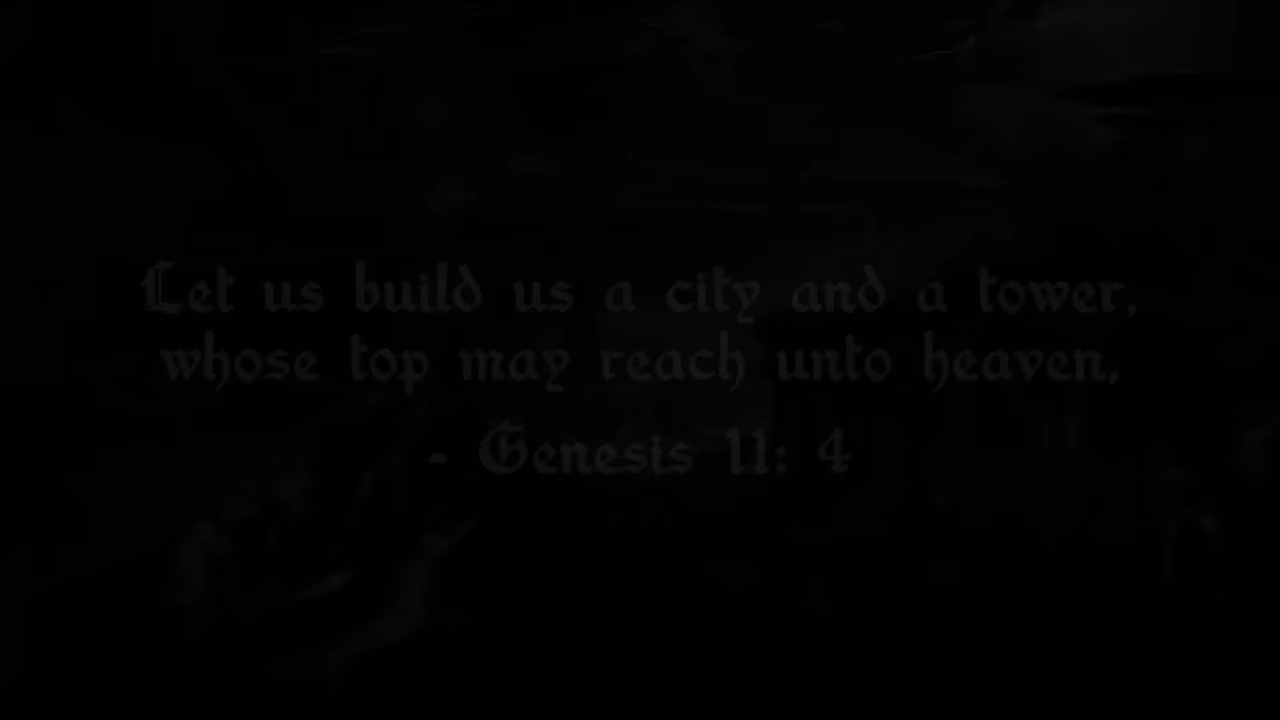 Let us build us a city and a tower,
whose top may reach unto heaven,
- Genesis 11: 4